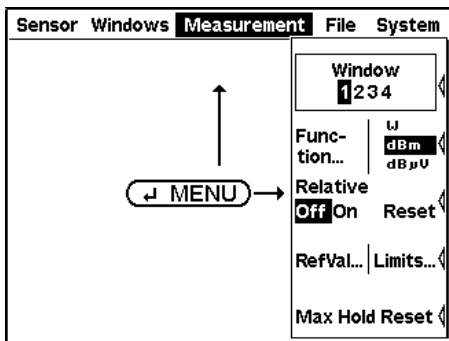 Sensor Windows Measurement File System
Window
1234
Func-
tion...
W
dBm
dBµV
Relative
Off On Reset
↵ MENU
RefVal... Limits...
Max Hold Reset